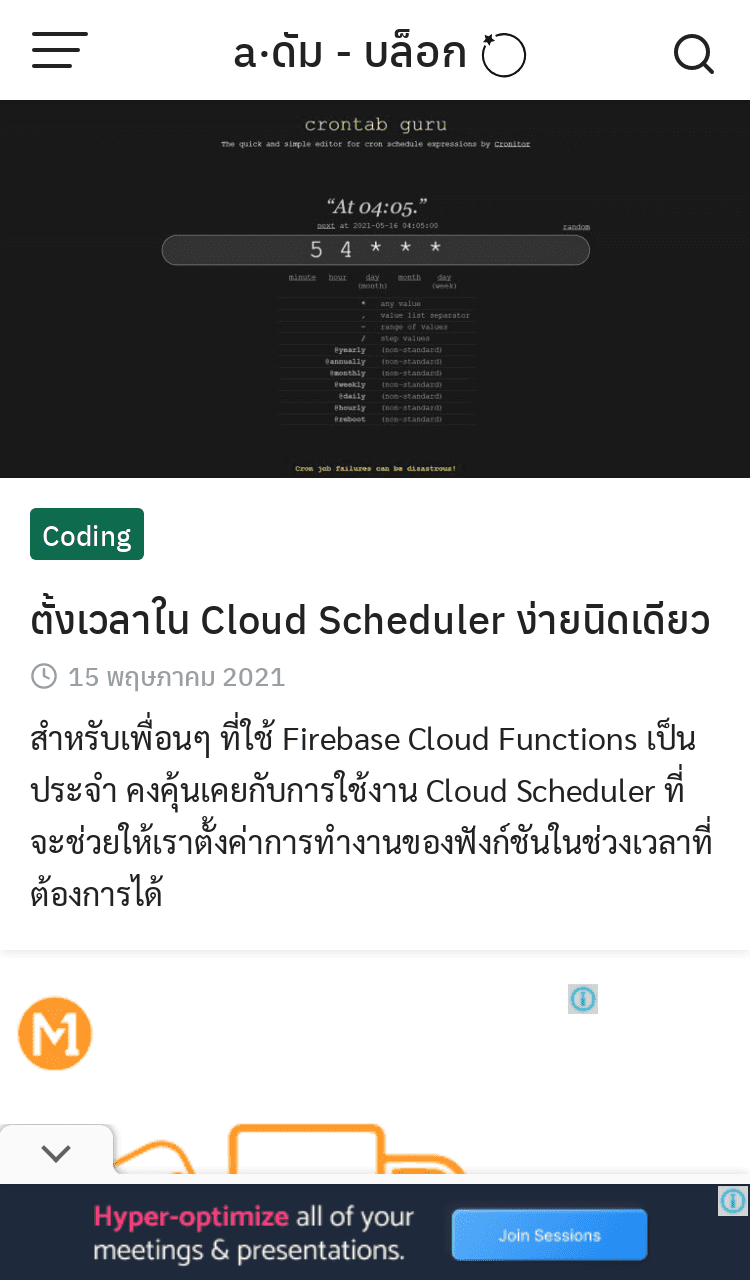 a·ดัม - บล็อก
crontab guru
The quick and simple editor for cron schedule expressions by Cronitor
“At 04:05.”
next at 2021-05-16 04:05:00
random
5 4 * * *
minute hour day (month) month day (week)
* any value
, value list separator
- range of values
/ step values
@yearly (non-standard)
@annually (non-standard)
@monthly (non-standard)
@weekly (non-standard)
@daily (non-standard)
@hourly (non-standard)
@reboot (non-standard)
Cron job failures can be disastrous!
Coding
ตั้งเวลาใน Cloud Scheduler ง่ายนิดเดียว
15 พฤษภาคม 2021
สำหรับเพื่อนๆ ที่ใช้ Firebase Cloud Functions เป็น
ประจำ คงคุ้นเคยกับการใช้งาน Cloud Scheduler ที่
จะช่วยให้เราตั้งค่าการทำงานของฟังก์ชันในช่วงเวลาที่
ต้องการได้
M1
Hyper-optimize all of your
meetings & presentations.
Join Sessions